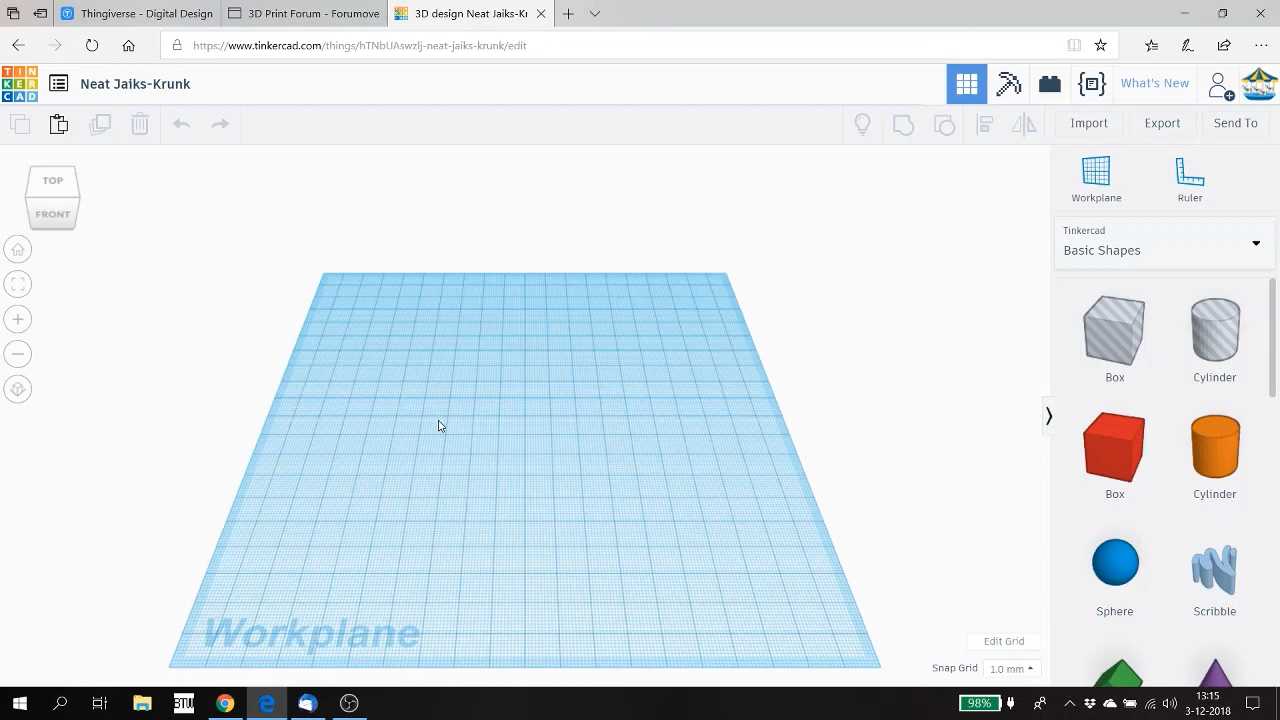 Thingiverse - Digital Design
3D Print Forum - Forumove
3D design Neat Jaiks-Kr
https://www.tinkercad.com/things/hTNbUAswzlj-neat-jaiks-krunk/edit
TIN
KER
CAD
Neat Jaiks-Krunk
What's New
Import
Export
Send To
TOP
FRONT
Workplane
Ruler
Tinkercad
Basic Shapes
Box
Cylinder
Box
Cylinder
Sphere
Scribble
Workplane
Edit Grid
Snap Grid
1.0 mm
BTW
98%
13:15
3-12-2018